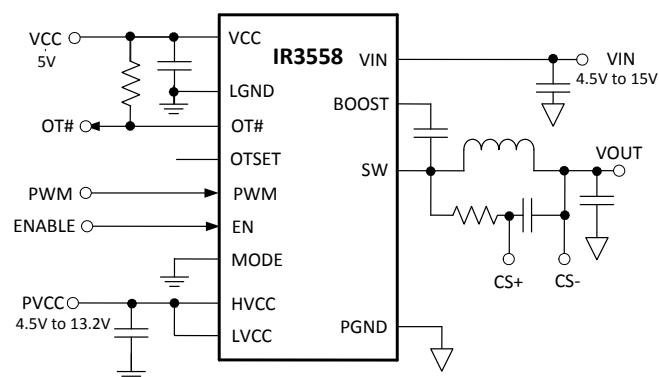 VCC
5V
OT#
PWM
ENABLE
PVCC
4.5V to 13.2V
IR3558
VCC
LGND
OT#
OTSET
PWM
EN
MODE
HVCC
LVCC
VIN
BOOST
SW
PGND
VIN
4.5V to 15V
VOUT
CS+
CS-